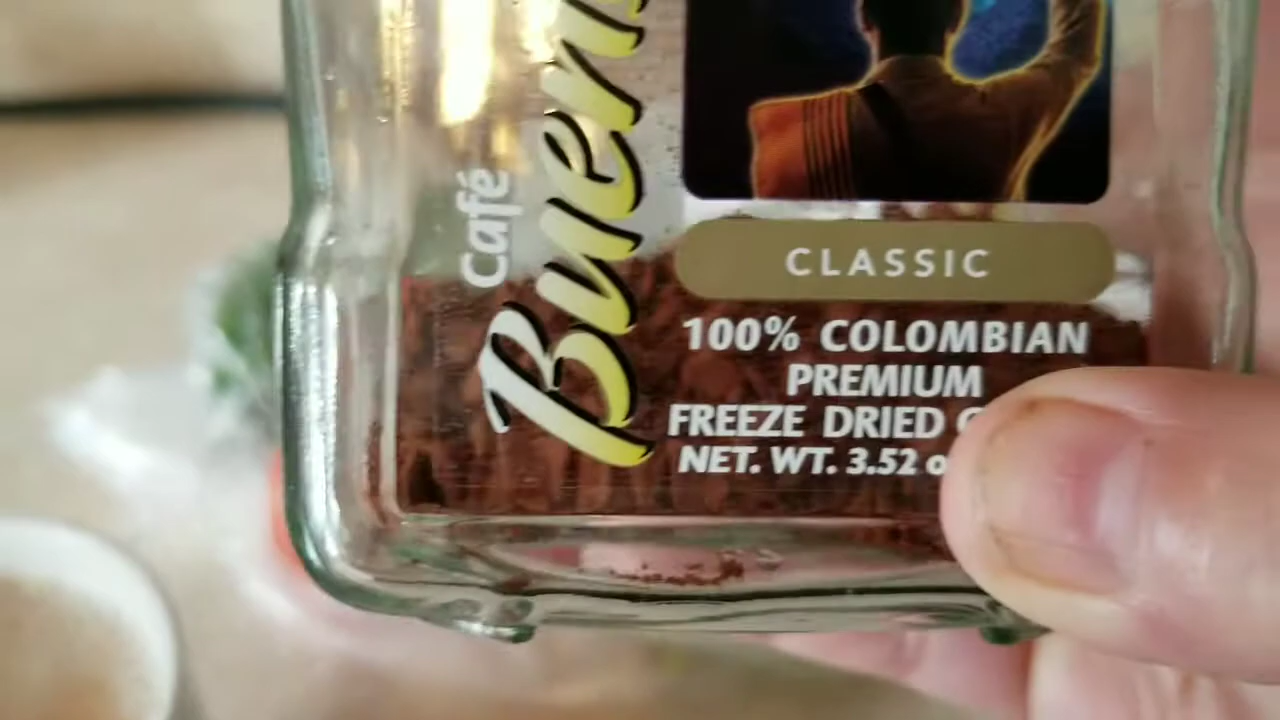 Café
CLASSIC
100% COLOMBIAN
PREMIUM
FREEZE DRIED
NET. WT. 3.52